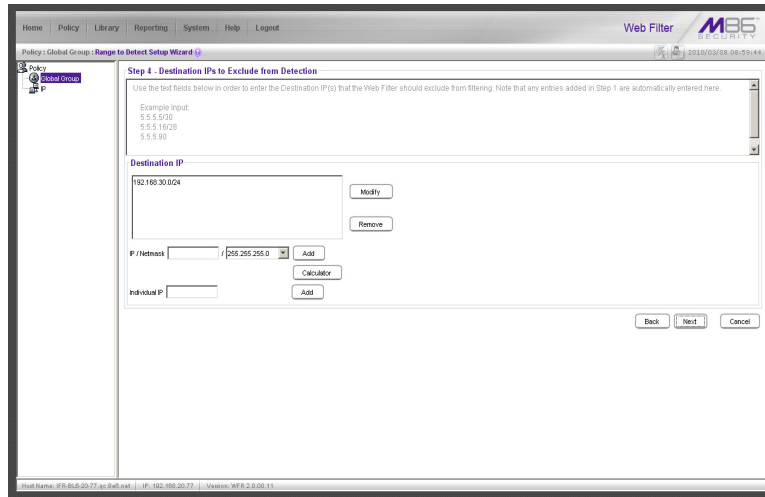 Home Policy Library Reporting System Help Logout
Web Filter
M86
SECURITY
Policy : Global Group : Range to Detect Setup Wizard
2010/03/09 08:59:44
Policy
Global Group
IP
Step 4 - Destination IPs to Exclude from Detection
Use the text fields below in order to enter the Destination IP(s) that the Web Filter should exclude from filtering. Note that any entries added in Step 1 are automatically entered here.
Example Input:
5.5.5.5/30
5.5.5.16/28
5.5.5.90
Destination IP
192.168.30.0/24
Modify
Remove
IP / Netmask / 255.255.255.0 Add
Calculator
Individual IP Add
Back Next Cancel
Host Name: IFR-BL6-20-77.qc.8e6.net IP: 192.168.20.77 Version: WFR 2.0.00.11